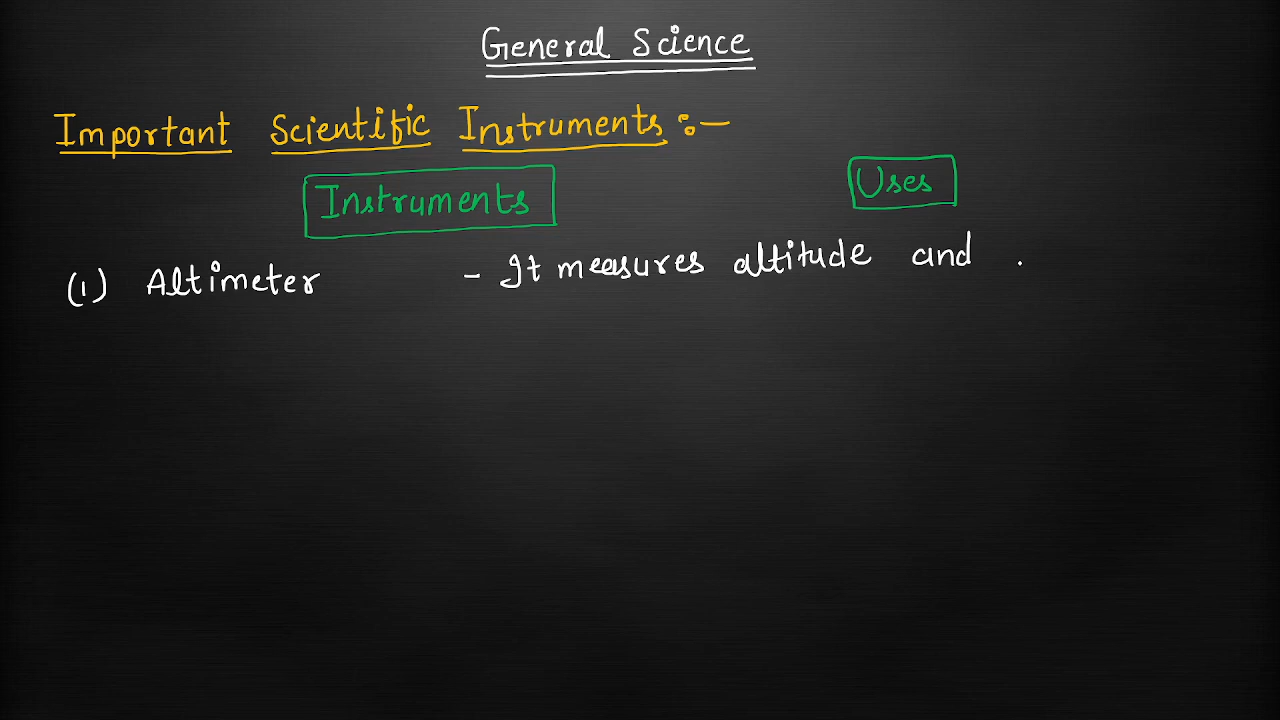 General Science
Important Scientific Instruments :-
Instruments Uses
(1) Altimeter - It measures altitude and .